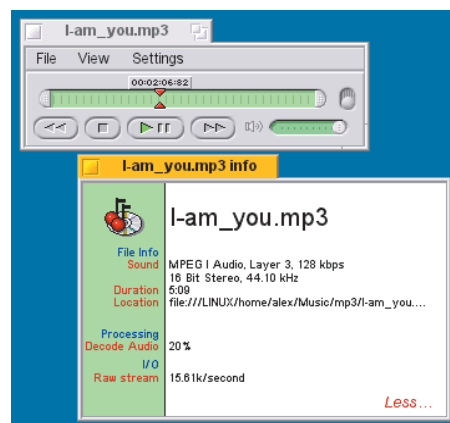 I-am_you.mp3
File View Settings
00:02:06:82
I-am_you.mp3 info
I-am_you.mp3
File Info
Sound MPEG I Audio, Layer 3, 128 kbps
16 Bit Stereo, 44.10 kHz
Duration 5:09
Location file:///LINUX/home/alex/Music/mp3/I-am_you....
Processing
Decode Audio 20%
I/O
Raw stream 15.61k/second
Less...